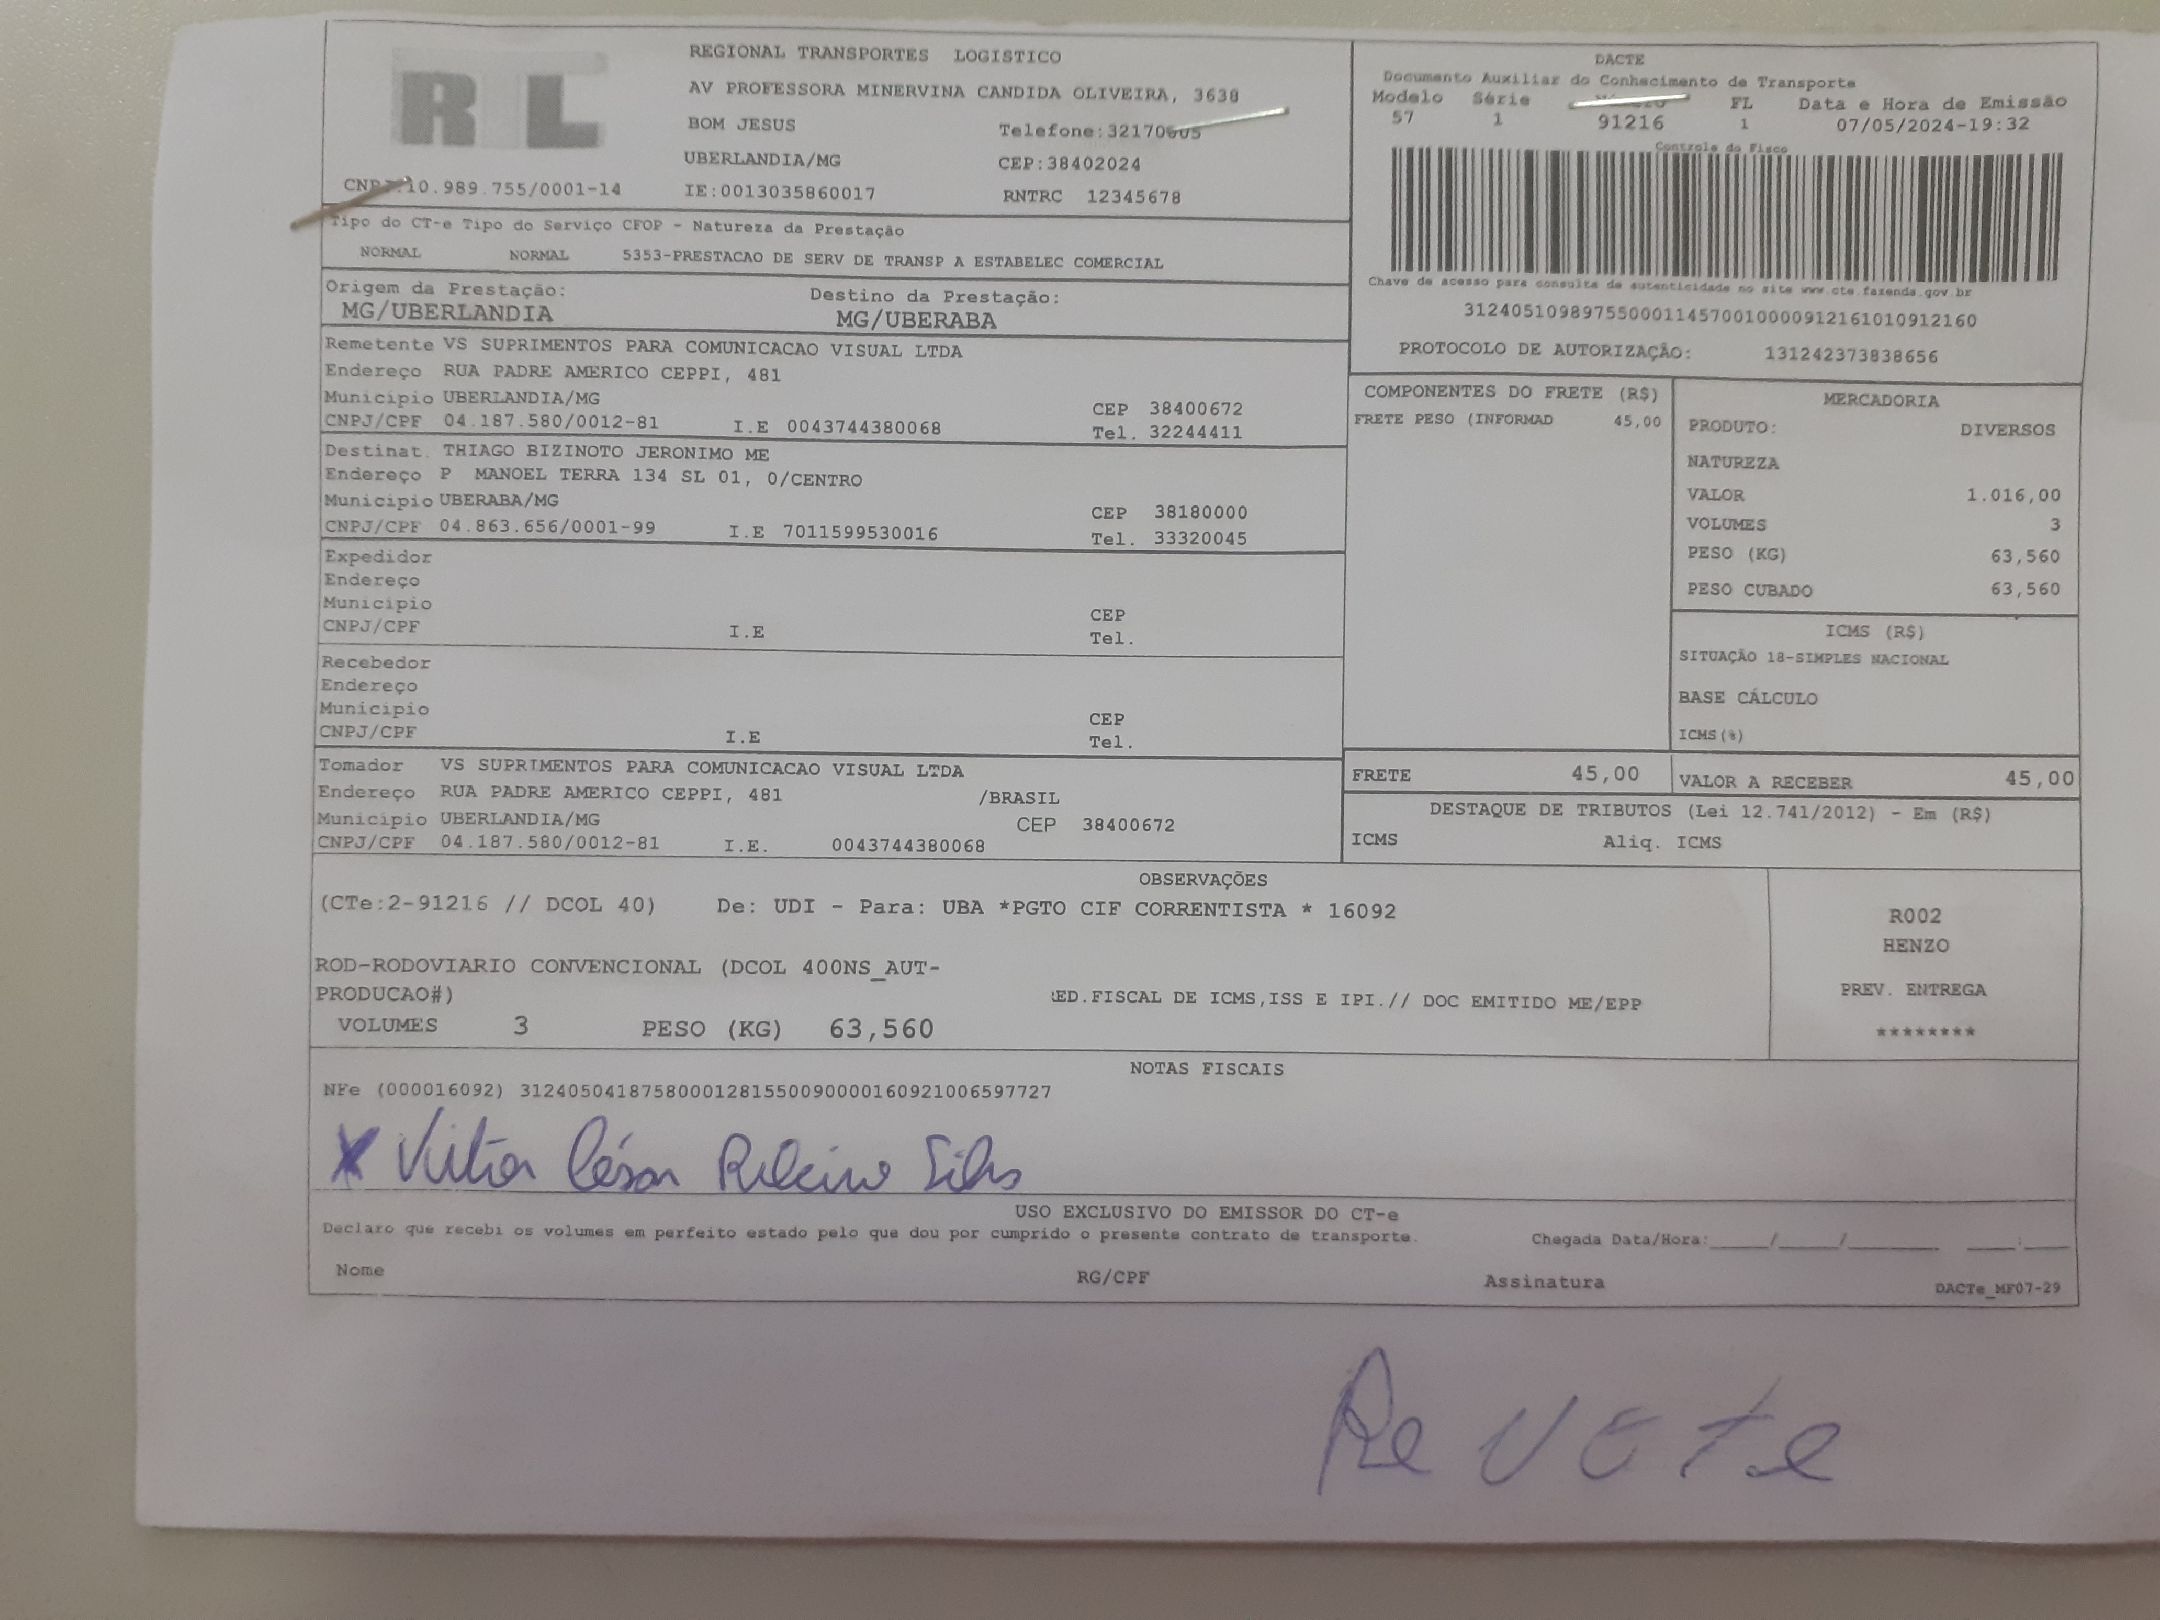 RTL
REGIONAL TRANSPORTES LOGISTICO
AV PROFESSORA MINERVINA CANDIDA OLIVEIRA, 3638
BOM JESUS Telefone:32170605
UBERLANDIA/MG CEP:38402024
CNPJ:10.989.755/0001-14 IE:0013035860017 RNTRC 12345678
DACTE
Documento Auxiliar do Conhecimento de Transporte
Modelo Série FL Data e Hora de Emissão
57 1 91216 1 07/05/2024-19:32
Controle do Fisco
Chave de acesso para consulta de autenticidade no site www.cte.fazenda.gov.br
31240510989755000114570010000912161010912160
PROTOCOLO DE AUTORIZAÇÃO: 131242373838656
Tipo do CT-e Tipo do Serviço CFOP - Natureza da Prestação
NORMAL NORMAL 5353-PRESTACAO DE SERV DE TRANSP A ESTABELEC COMERCIAL
Origem da Prestação: Destino da Prestação:
MG/UBERLANDIA MG/UBERABA
Remetente VS SUPRIMENTOS PARA COMUNICACAO VISUAL LTDA
Endereço RUA PADRE AMERICO CEPPI, 481
Municipio UBERLANDIA/MG CEP 38400672
CNPJ/CPF 04.187.580/0012-81 I.E 0043744380068 Tel. 32244411
Destinat. THIAGO BIZINOTO JERONIMO ME
Endereço P MANOEL TERRA 134 SL 01, 0/CENTRO
Municipio UBERABA/MG CEP 38180000
CNPJ/CPF 04.863.656/0001-99 I.E 7011599530016 Tel. 33320045
Expedidor
Endereço
Municipio CEP
CNPJ/CPF I.E Tel.
Recebedor
Endereço
Municipio CEP
CNPJ/CPF I.E Tel.
Tomador VS SUPRIMENTOS PARA COMUNICACAO VISUAL LTDA
Endereço RUA PADRE AMERICO CEPPI, 481 /BRASIL
Municipio UBERLANDIA/MG CEP 38400672
CNPJ/CPF 04.187.580/0012-81 I.E. 0043744380068
COMPONENTES DO FRETE (R$)
FRETE PESO (INFORMAD 45,00
MERCADORIA
PRODUTO: DIVERSOS
NATUREZA
VALOR 1.016,00
VOLUMES 3
PESO (KG) 63,560
PESO CUBADO 63,560
ICMS (R$)
SITUAÇÃO 18-SIMPLES NACIONAL
BASE CÁLCULO
ICMS(%)
FRETE 45,00 VALOR A RECEBER 45,00
DESTAQUE DE TRIBUTOS (Lei 12.741/2012) - Em (R$)
ICMS Aliq. ICMS
OBSERVAÇÕES
(CTe:2-91216 // DCOL 40) De: UDI - Para: UBA *PGTO CIF CORRENTISTA * 16092
ROD-RODOVIARIO CONVENCIONAL (DCOL 400NS_AUT-
PRODUCAO#) ED.FISCAL DE ICMS,ISS E IPI.// DOC EMITIDO ME/EPP
VOLUMES 3 PESO (KG) 63,560
R002
HENZO
PREV. ENTREGA
********
NOTAS FISCAIS
NFe (000016092) 31240504187580001281550090000160921006597727
X Vitor César Ribeiro Silva
USO EXCLUSIVO DO EMISSOR DO CT-e
Declaro que recebi os volumes em perfeito estado pelo que dou por cumprido o presente contrato de transporte. Chegada Data/Hora:_____/_____/________ ____:____
Nome RG/CPF Assinatura DACTe_MF07-29